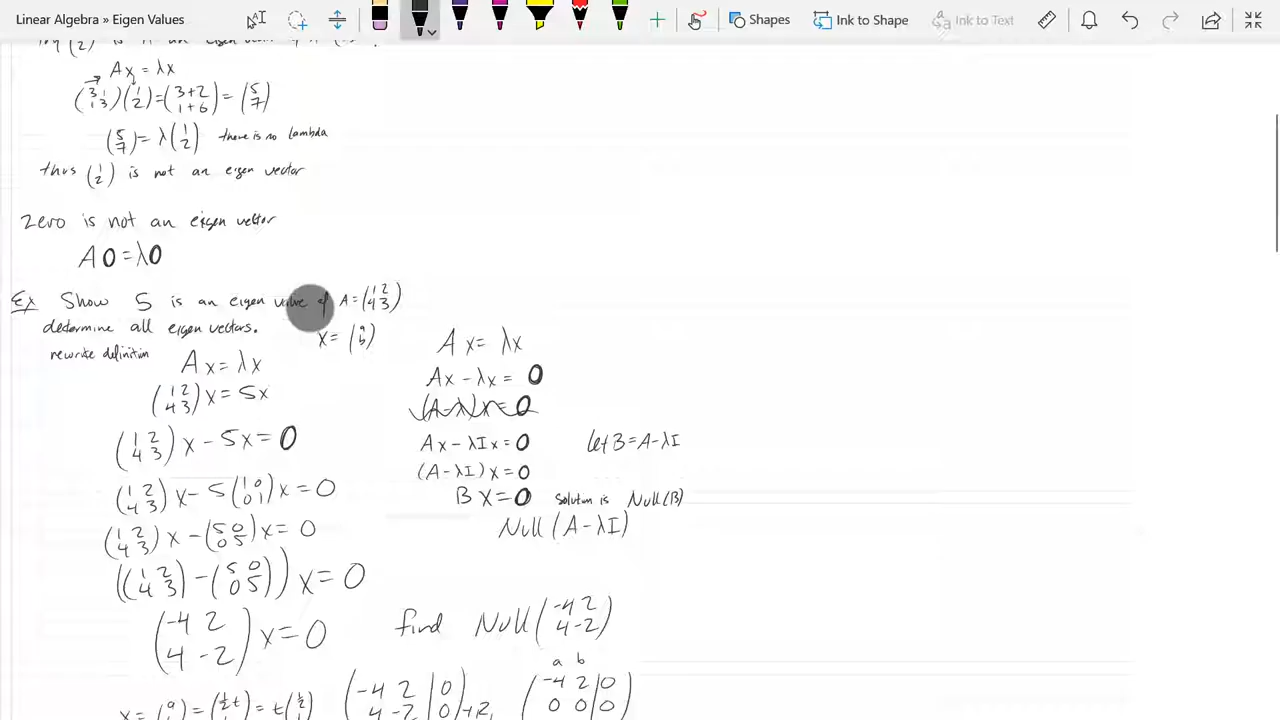 Linear Algebra » Eigen Values
Shapes
Ink to Shape
Ink to Text
Ax = λx
(3 1 / 1 3)(1 / 2) = (3+2 / 1+6) = (5 / 7)
(5 / 7) = λ(1 / 2) there is no lambda
thus (1 / 2) is not an eigen vector
Zero is not an eigen vector
A0 = λ0
Ex Show 5 is an eigen value of A = (1 2 / 4 3)
determine all eigen vectors.
x = (a / b)
rewrite definition
Ax = λx
(1 2 / 4 3)x = 5x
(1 2 / 4 3)x - 5x = 0
(1 2 / 4 3)x - 5(1 0 / 0 1)x = 0
(1 2 / 4 3)x - (5 0 / 0 5)x = 0
((1 2 / 4 3) - (5 0 / 0 5))x = 0
(-4 2 / 4 -2)x = 0
Ax = λx
Ax - λx = 0
(A-λ)x = 0
Ax - λIx = 0 let B = A - λI
(A - λI)x = 0
Bx = 0 solution is Null(B)
Null(A - λI)
find Null(-4 2 / 4 -2)
a b
(-4 2 | 0 / 4 -2 | 0) +R1 (-4 2 | 0 / 0 0 | 0)